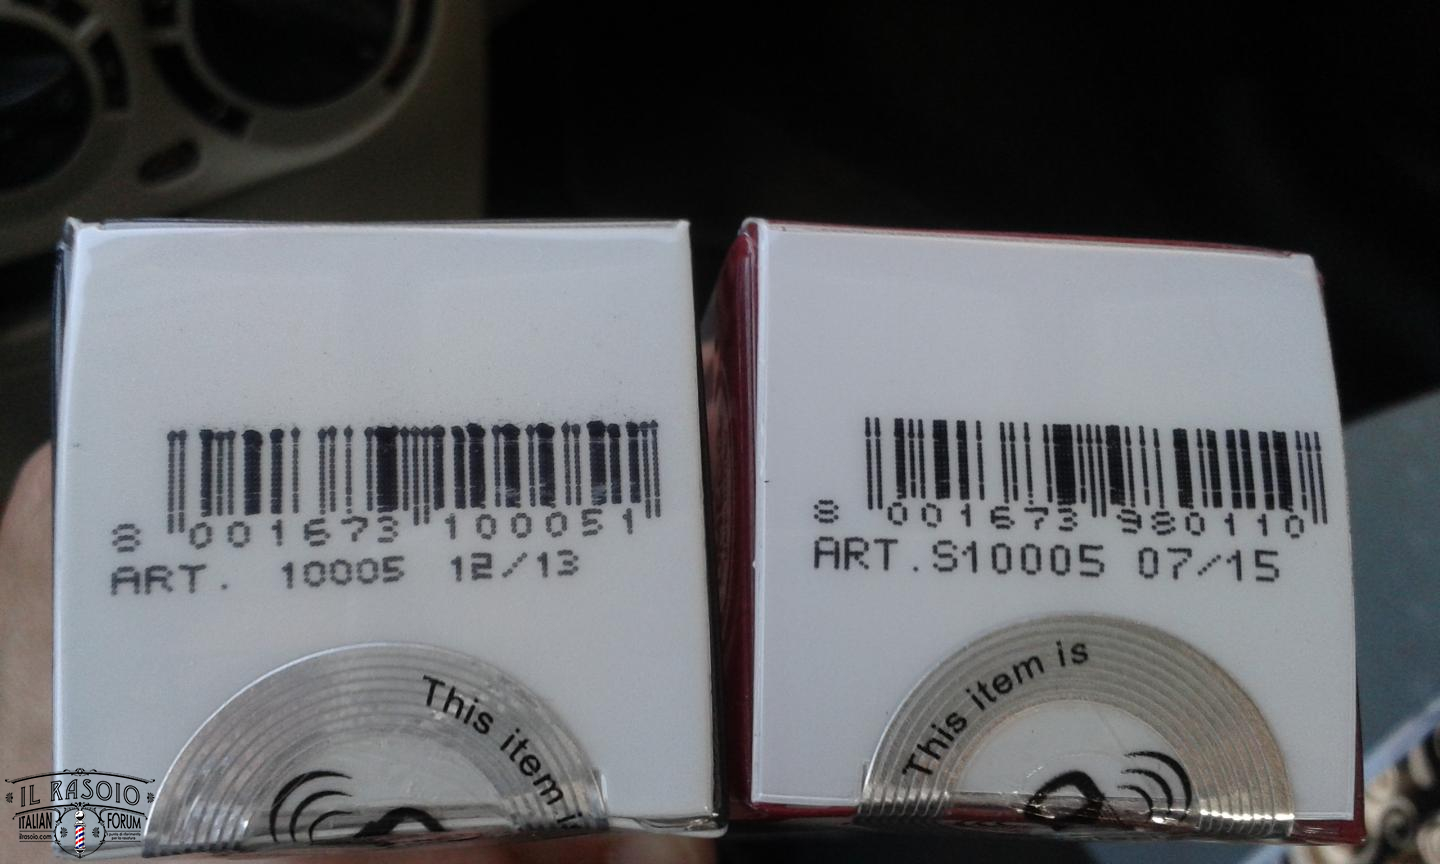 8 001673 100051
ART. 10005 12/13
This item is
8 001673 980110
ART.S10005 07/15
This item is
IL RASOIO
ITALIAN FORUM
ilrasoio.com